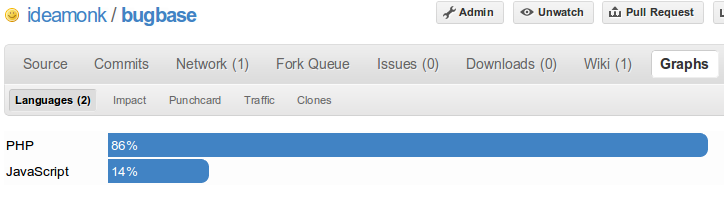 ideamonk / bugbase
Admin Unwatch Pull Request
Source Commits Network (1) Fork Queue Issues (0) Downloads (0) Wiki (1) Graphs
Languages (2) Impact Punchcard Traffic Clones
PHP 86%
JavaScript 14%